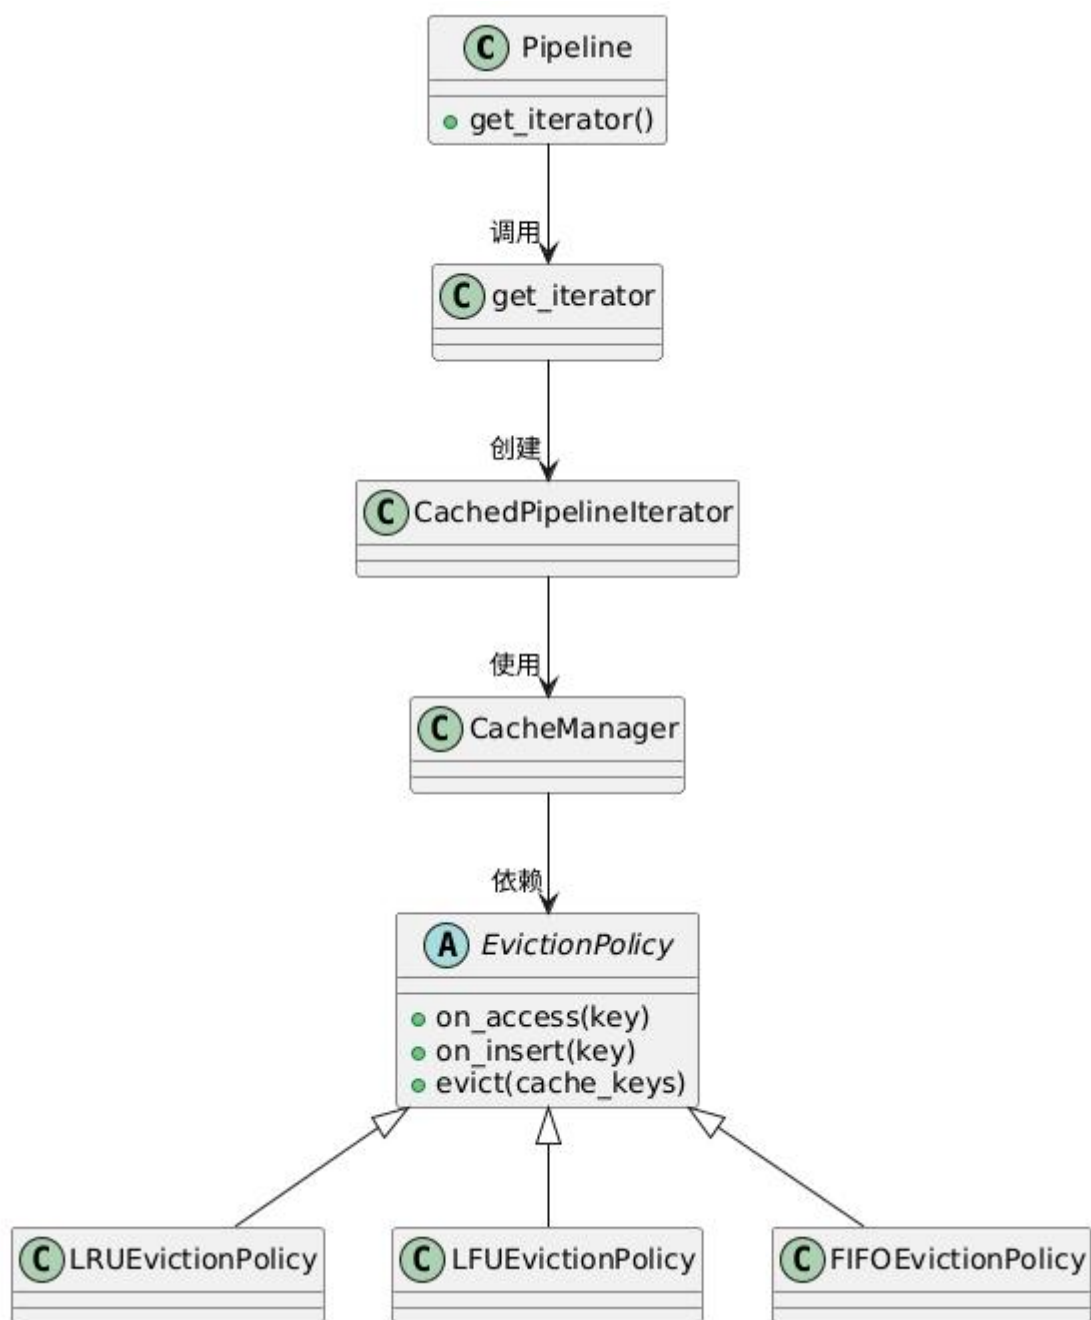 C Pipeline
get_iterator()
调用
C get_iterator
创建
C CachedPipelineIterator
使用
C CacheManager
依赖
A EvictionPolicy
on_access(key)
on_insert(key)
evict(cache_keys)
C LRUEvictionPolicy
C LFUEvictionPolicy
C FIFOEvictionPolicy